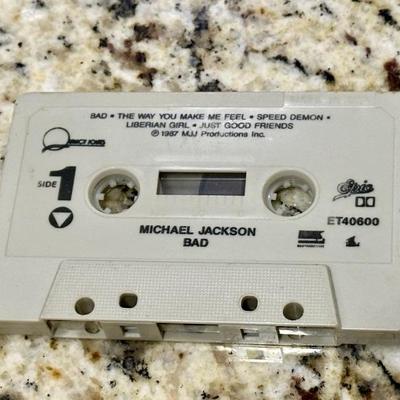 BAD • THE WAY YOU MAKE ME FEEL • SPEED DEMON •
LIBERIAN GIRL • JUST GOOD FRIENDS
℗ 1987 MJJ Productions Inc.
QUINCY JONES
SIDE 1
Epic
ET40600
MICHAEL JACKSON
BAD